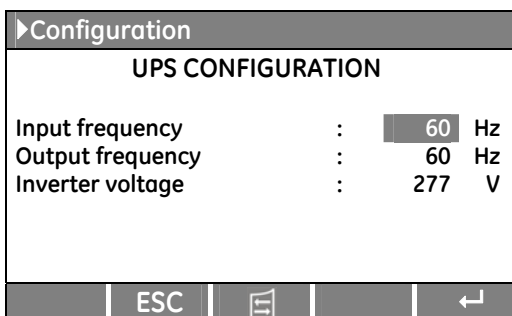 Configuration
UPS CONFIGURATION
Input frequency : 60 Hz
Output frequency : 60 Hz
Inverter voltage : 277 V
ESC